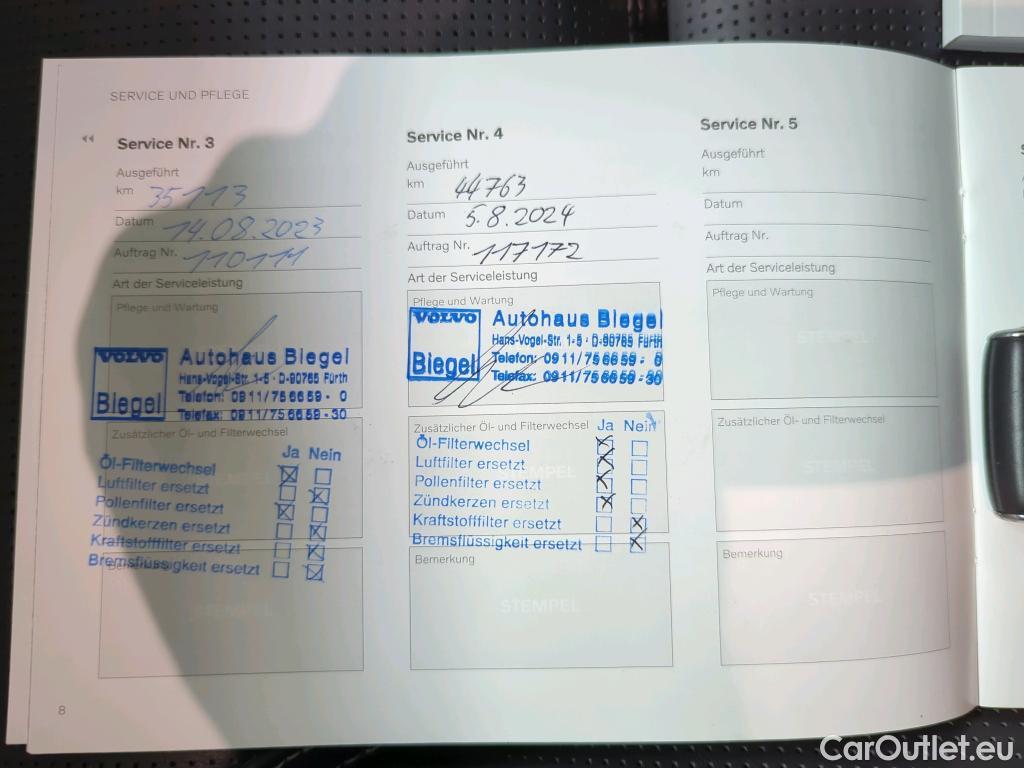 SERVICE UND PFLEGE
Service Nr. 3
Ausgeführt
km 35113
Datum 14.08.2023
Auftrag Nr. 110111
Art der Serviceleistung
Pflege und Wartung
VOLVO
Biegel
Autohaus Biegel
Hans-Vogel-Str. 1-5 · D-90765 Fürth
Telefon: 0911/756659 - 0
Telefax: 0911/756659 - 30
Zusätzlicher Öl- und Filterwechsel
Ja Nein
Öl-Filterwechsel
Luftfilter ersetzt
Pollenfilter ersetzt
Zündkerzen ersetzt
Kraftstofffilter ersetzt
Bremsflüssigkeit ersetzt
Bemerkung
STEMPEL
Service Nr. 4
Ausgeführt
km 44763
Datum 5.8.2024
Auftrag Nr. 117172
Art der Serviceleistung
Pflege und Wartung
VOLVO
Biegel
Autohaus Biegel
Hans-Vogel-Str. 1-5 · D-90765 Fürth
Telefon: 0911/756659 - 0
Telefax: 0911/756659 - 30
Zusätzlicher Öl- und Filterwechsel Ja Nein
Öl-Filterwechsel
Luftfilter ersetzt
STEMPEL
Pollenfilter ersetzt
Zündkerzen ersetzt
Kraftstofffilter ersetzt
Bremsflüssigkeit ersetzt
Bemerkung
STEMPEL
Service Nr. 5
Ausgeführt
km
Datum
Auftrag Nr.
Art der Serviceleistung
Pflege und Wartung
STEMPEL
Zusätzlicher Öl- und Filterwechsel
STEMPEL
Bemerkung
STEMPEL
8
CarOutlet.eu